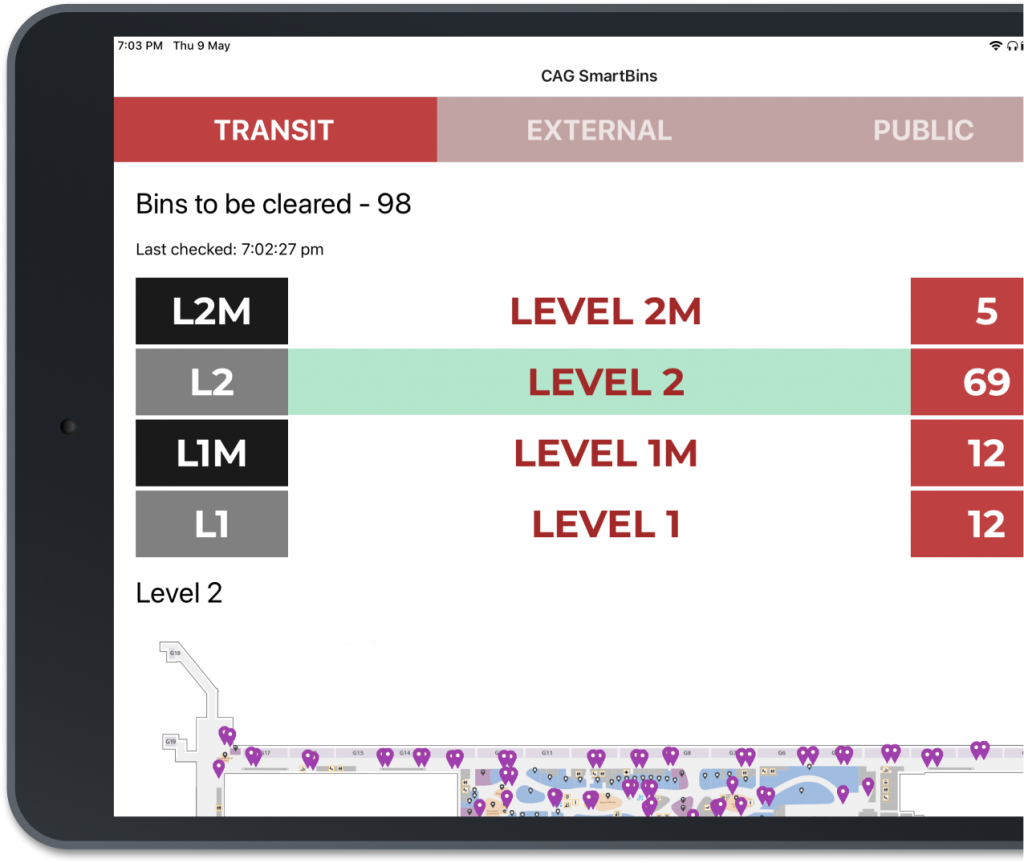 7:03 PM Thu 9 May
CAG SmartBins
TRANSIT EXTERNAL PUBLIC
Bins to be cleared - 98
Last checked: 7:02:27 pm
L2M LEVEL 2M 5
L2 LEVEL 2 69
L1M LEVEL 1M 12
L1 LEVEL 1 12
Level 2
G18
G19
G15 G14 G11 G8 G6